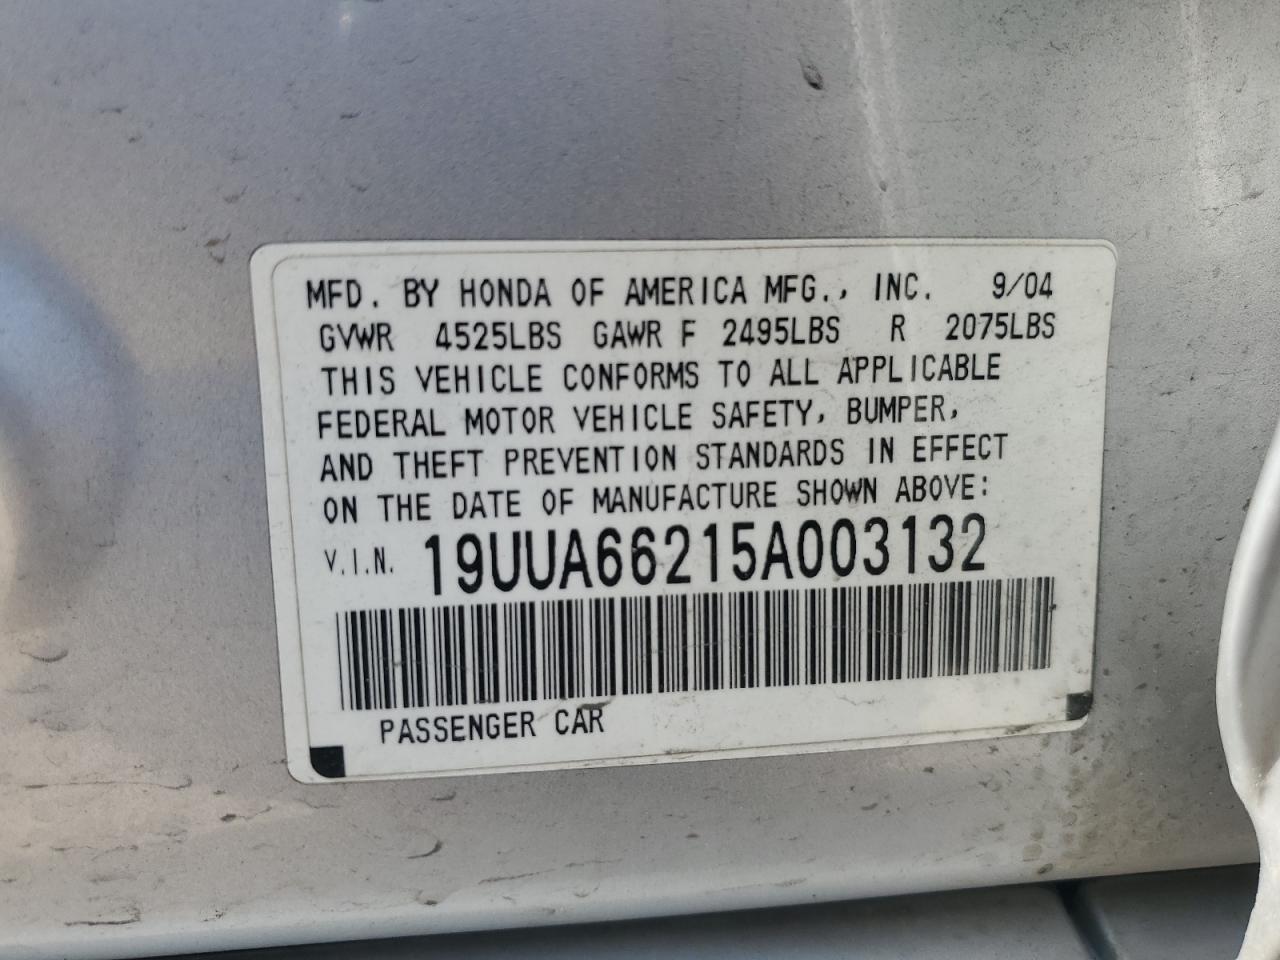 MFD. BY HONDA OF AMERICA MFG., INC. 9/04
GVWR 4525LBS GAWR F 2495LBS R 2075LBS
THIS VEHICLE CONFORMS TO ALL APPLICABLE
FEDERAL MOTOR VEHICLE SAFETY, BUMPER,
AND THEFT PREVENTION STANDARDS IN EFFECT
ON THE DATE OF MANUFACTURE SHOWN ABOVE:
V.I.N. 19UUA66215A003132
PASSENGER CAR